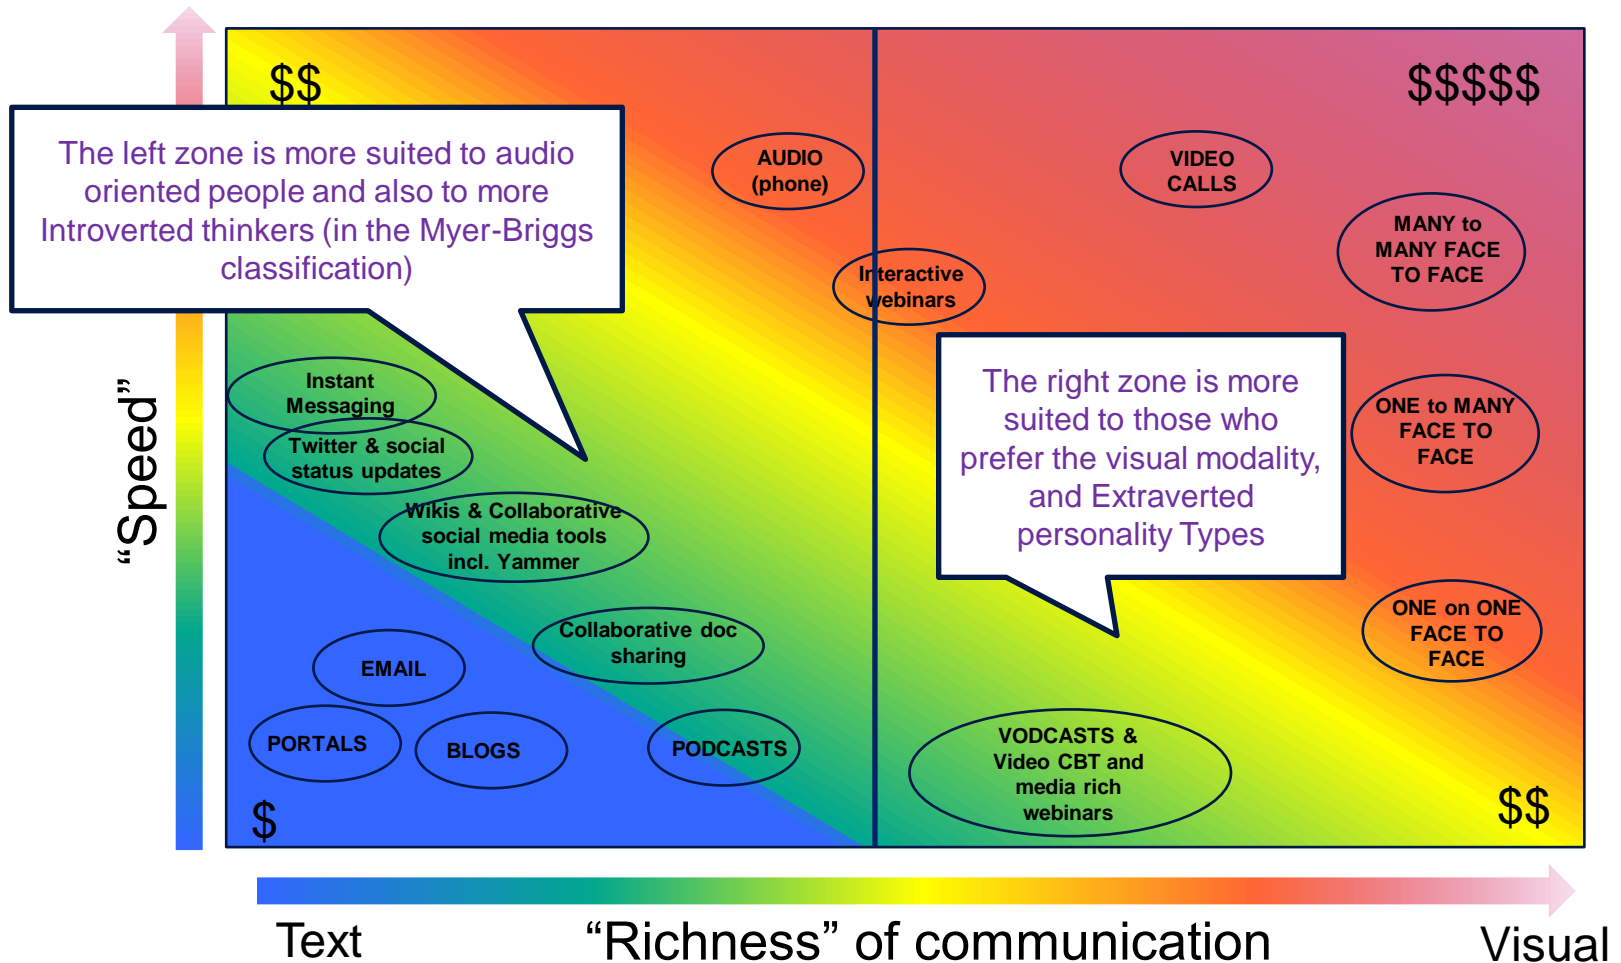 $$
$$$$$
The left zone is more suited to audio
oriented people and also to more
Introverted thinkers (in the Myer-Briggs
classification)
AUDIO
(phone)
VIDEO
CALLS
MANY to
MANY FACE
TO FACE
Interactive
webinars
The right zone is more
suited to those who
prefer the visual modality,
and Extraverted
personality Types
Instant
Messaging
Twitter & social
status updates
ONE to MANY
FACE TO
FACE
“Speed”
Wikis & Collaborative
social media tools
incl. Yammer
Collaborative doc
sharing
ONE on ONE
FACE TO
FACE
EMAIL
PORTALS
BLOGS
PODCASTS
VODCASTS &
Video CBT and
media rich
webinars
$
$$
Text
“Richness” of communication
Visual